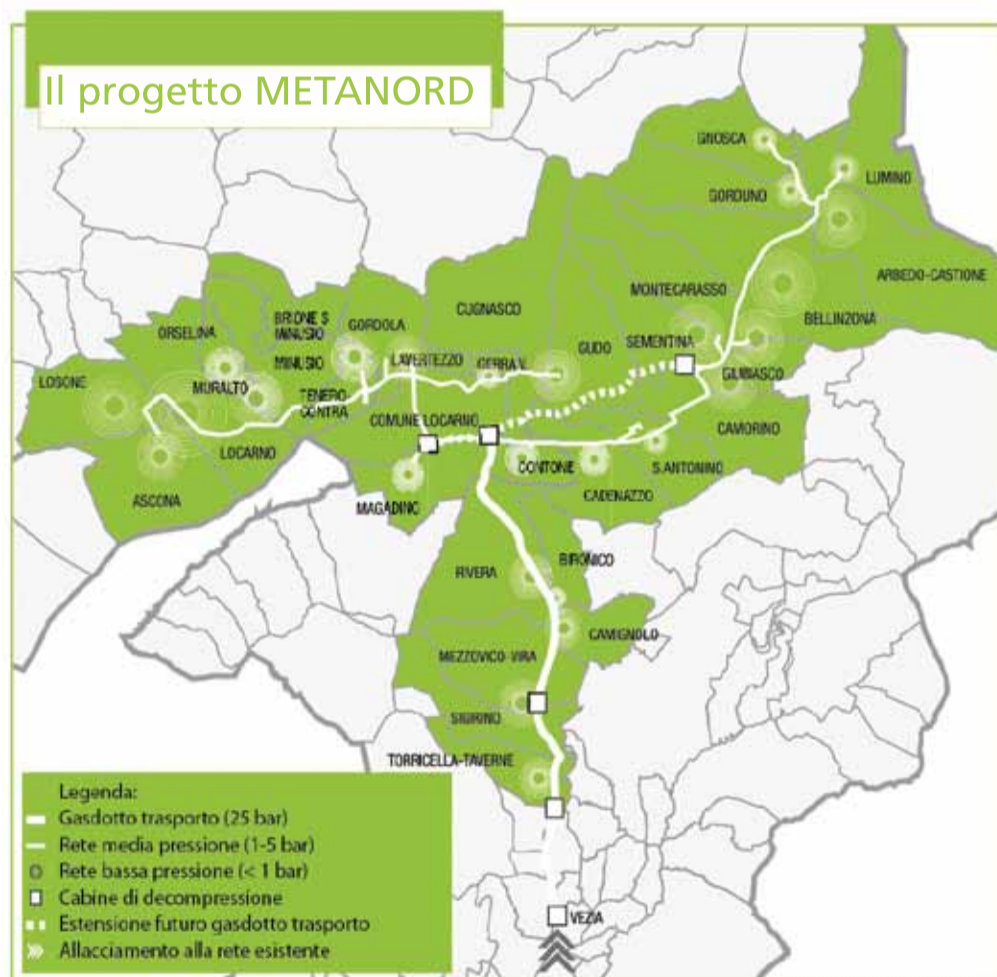 Il progetto METANORD
GNOSCA
LUMINO
GORDUNO
ARBEDO-CASTIONE
MONTECARASSO
BELLINZONA
CUGNASCO
BRIONE S
MINUSIO
GORDOLA
ORSELINA
SEMENTINA
GUDO
LAVERTEZZO
GERRA V.
MINUSIO
GIUBIASCO
LOSONE
MURALTO
TENERO
CONTRA
COMUNE LOCARNO
CAMORINO
LOCARNO
CONTONE
S.ANTONINO
ASCONA
CADENAZZO
MAGADINO
BIRONICO
RIVERA
CAMIGNOLO
MEZZOVICO-VIRA
SIGIRINO
TORRICELLA-TAVERNE
Legenda:
Gasdotto trasporto (25 bar)
Rete media pressione (1-5 bar)
Rete bassa pressione (< 1 bar)
Cabine di decompressione
Estensione futuro gasdotto trasporto
Allacciamento alla rete esistente
VEZIA